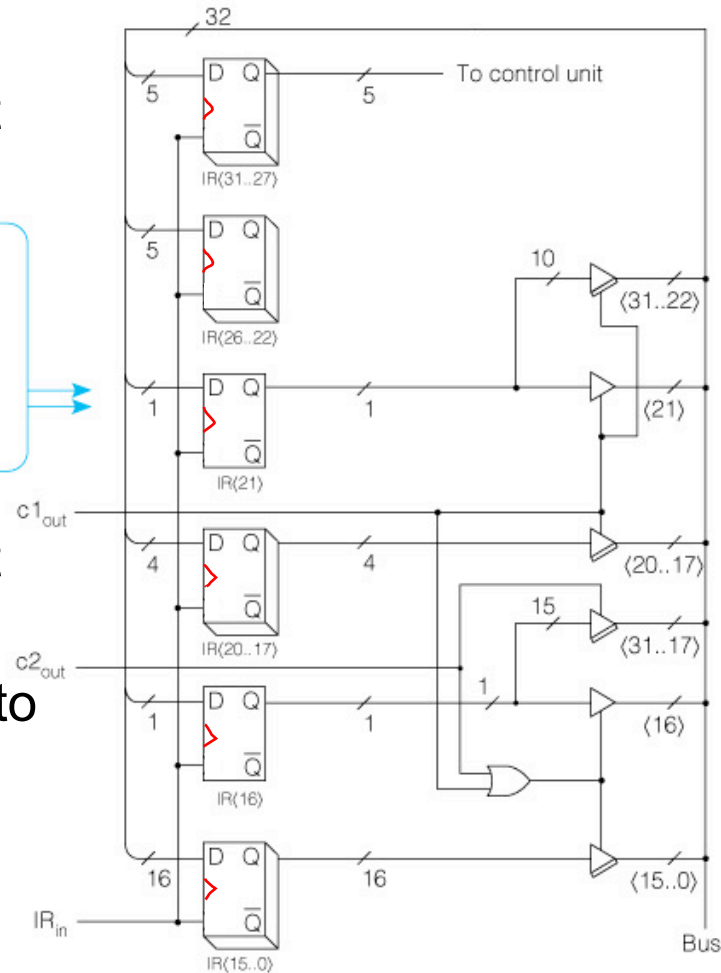 32
D Q
To control unit
5
5
Q
IR⟨31..27⟩
D Q
5
10
Q
⟨31..22⟩
IR⟨26..22⟩
D Q
1
1
⟨21⟩
Q
IR⟨21⟩
c1out
D Q
4
4
⟨20..17⟩
Q
15
IR⟨20..17⟩
⟨31..17⟩
c2out
1
to
D Q
1
1
⟨16⟩
Q
IR⟨16⟩
D Q
16
16
⟨15..0⟩
IRin
Q
Bus
IR⟨15..0⟩